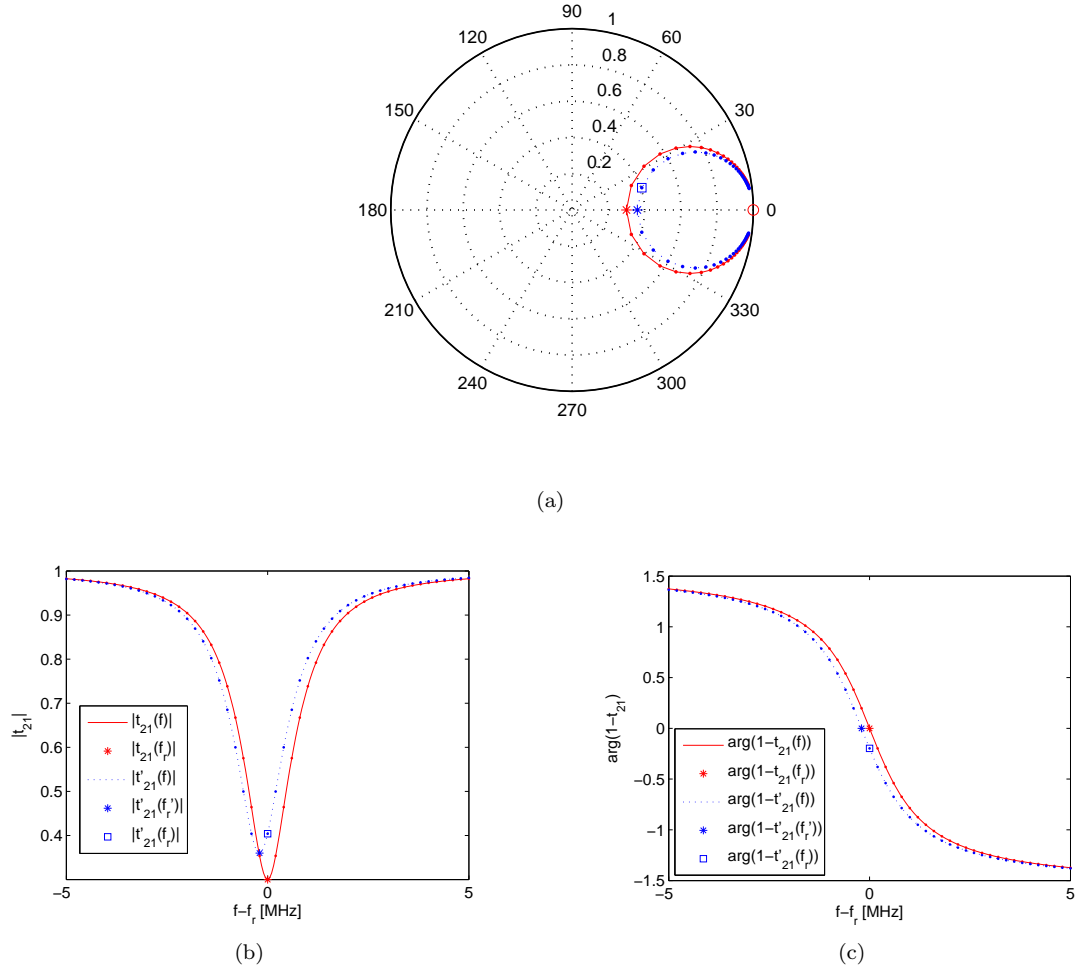 90
1
120
60
0.8
0.6
150
30
0.4
0.2
180
0
210
330
240
300
270
(a)
1
0.9
0.8
0.7
0.6
0.5
0.4
|t21|
|t21(f)|
|t21(fr)|
|t'21(f)|
|t'21(fr')|
|t'21(fr)|
−5
0
5
f−fr [MHz]
(b)
1.5
1
0.5
0
−0.5
−1
−1.5
arg(1−t21)
arg(1−t21(f))
arg(1−t21(fr))
arg(1−t'21(f))
arg(1−t'21(fr'))
arg(1−t'21(fr))
−5
0
5
f−fr [MHz]
(c)